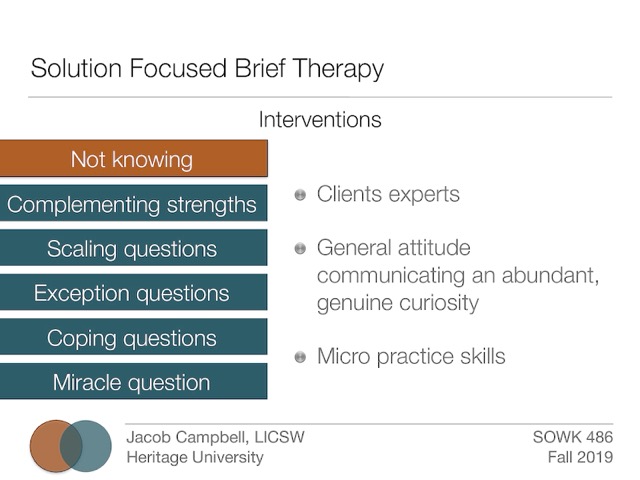 Solution Focused Brief Therapy
Interventions
Not knowing
Complementing strengths
Scaling questions
Exception questions
Coping questions
Miracle question
Clients experts
General attitude
communicating an abundant,
genuine curiosity
Micro practice skills
Jacob Campbell, LICSW
Heritage University
SOWK 486
Fall 2019